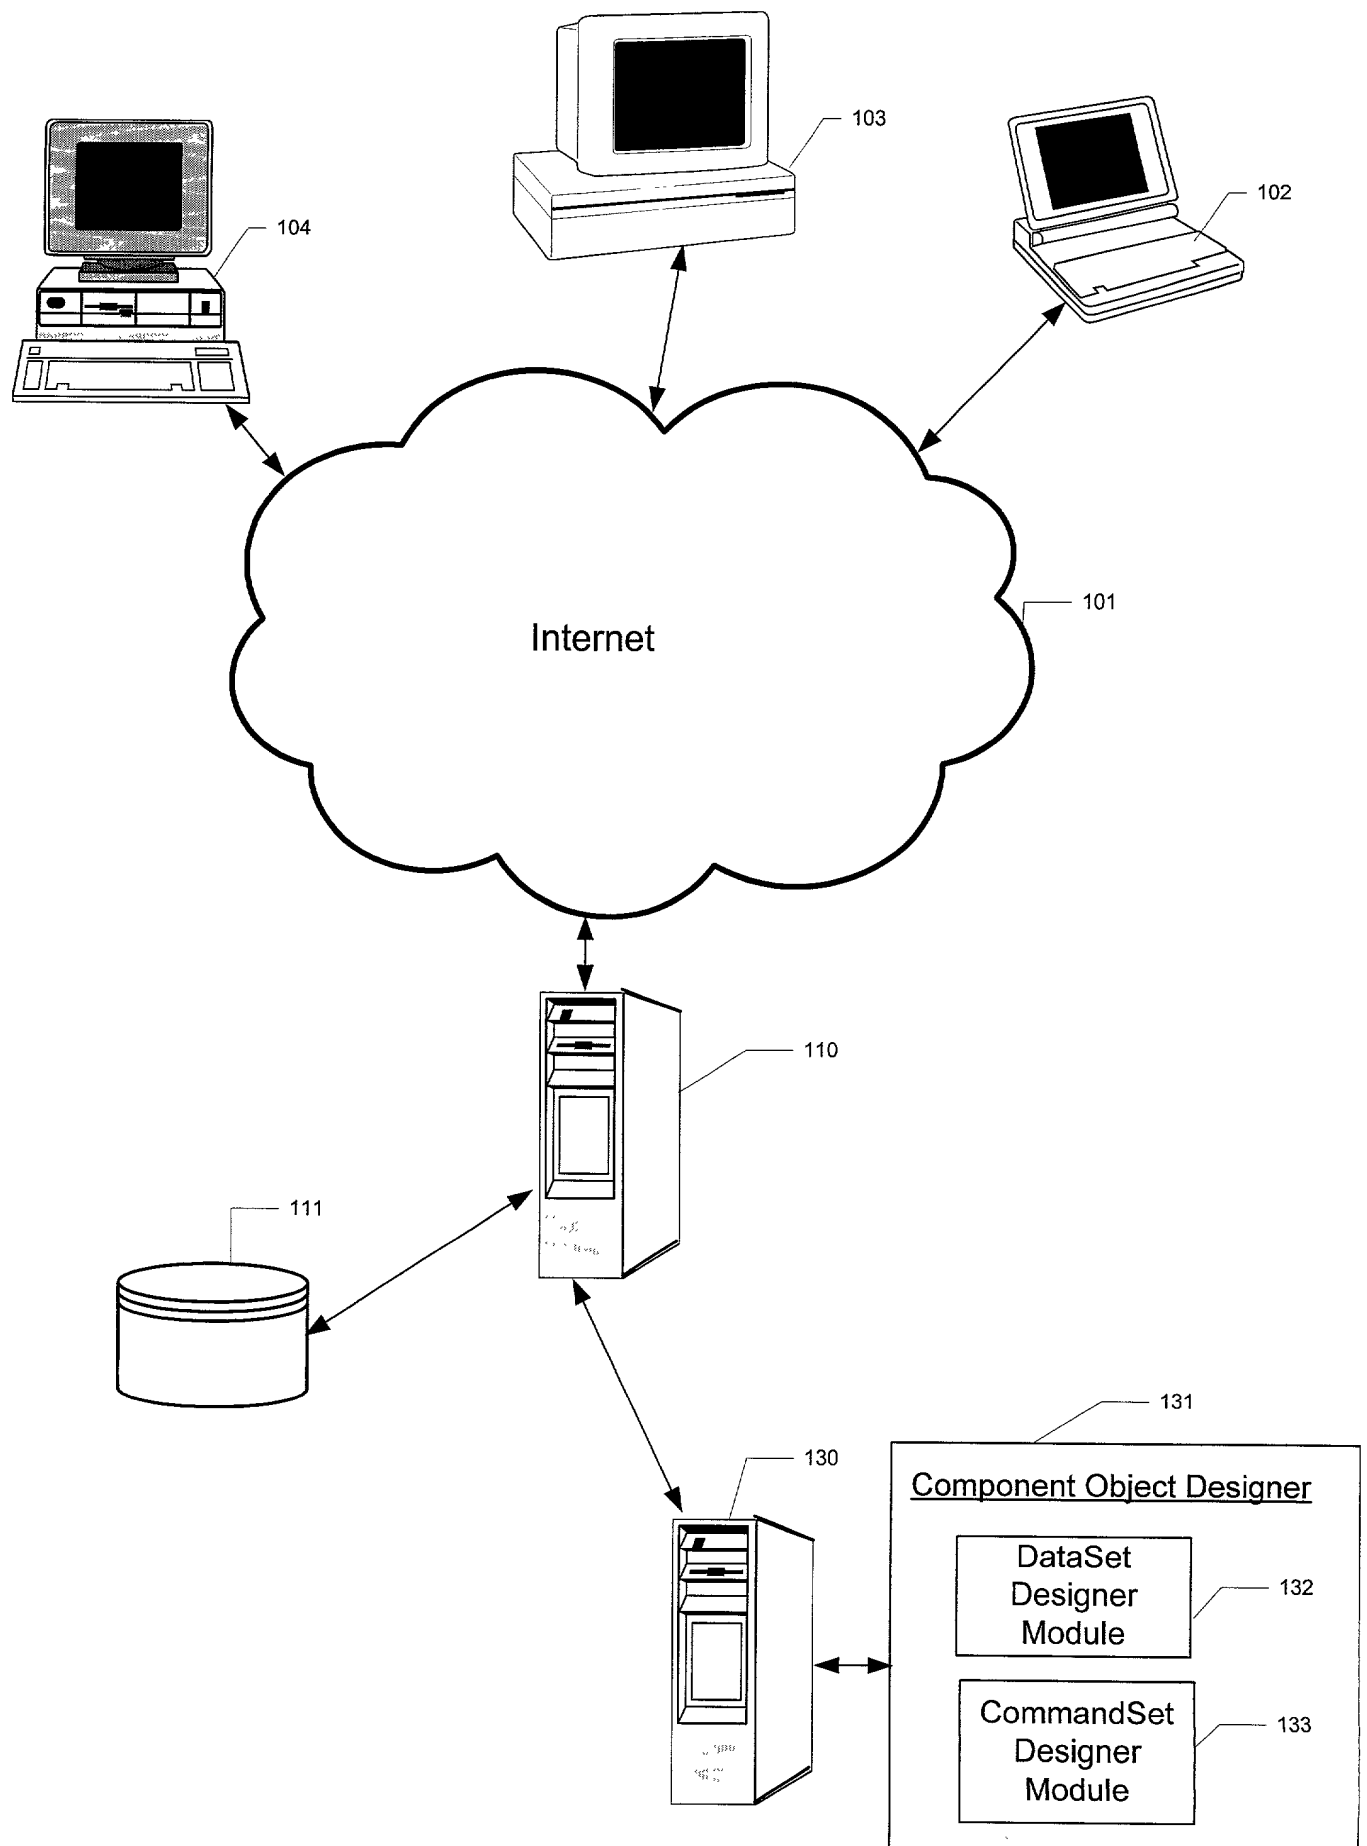 103
102
104
101
Internet
110
111
131
130
Component Object Designer
DataSet
Designer
Module
132
CommandSet
Designer
Module
133